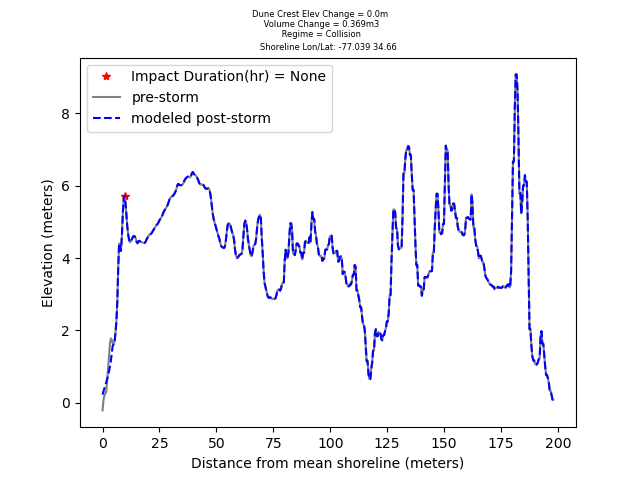 Dune Crest Elev Change = 0.0m
Volume Change = 0.369m3
Regime = Collision
Shoreline Lon/Lat: -77.039 34.66
Impact Duration(hr) = None
pre-storm
modeled post-storm
Elevation (meters)
8
6
4
2
0
0 25 50 75 100 125 150 175 200
Distance from mean shoreline (meters)